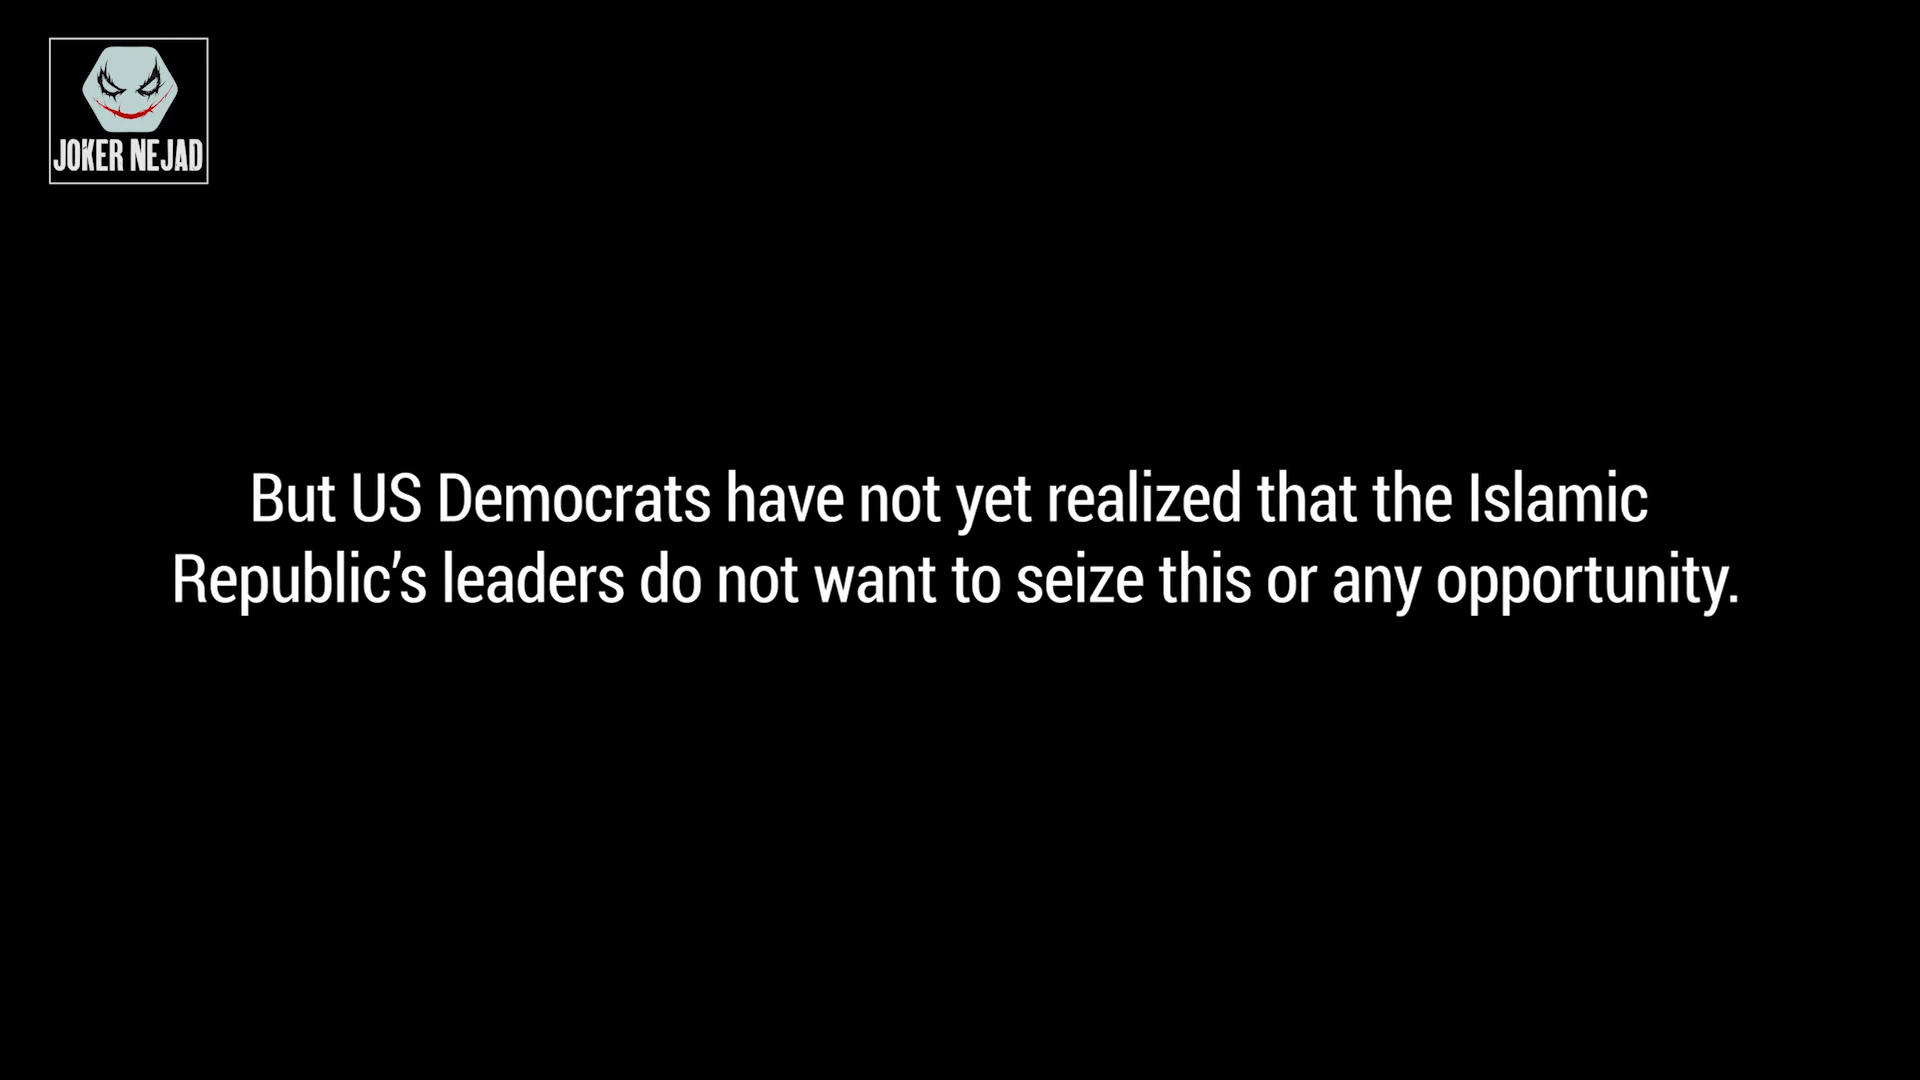 JOKER NEJAD
But US Democrats have not yet realized that the Islamic
Republic’s leaders do not want to seize this or any opportunity.